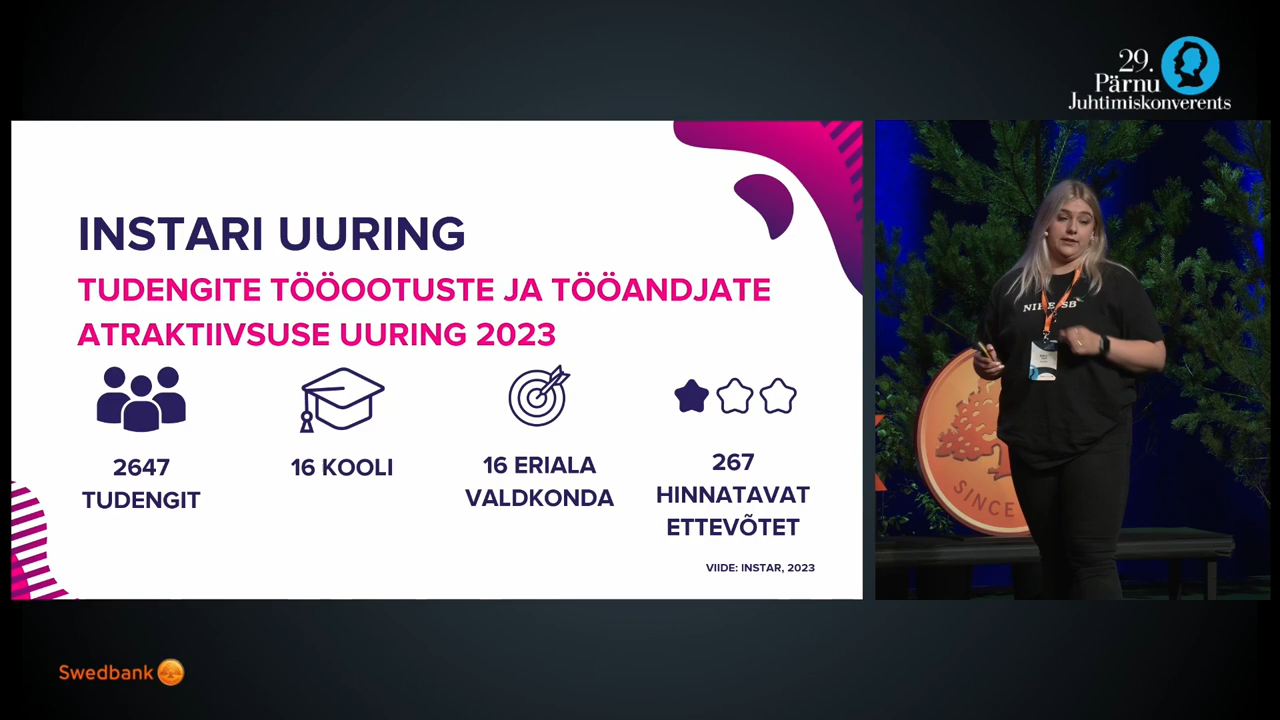 29.
Pärnu
Juhtimiskonverents
INSTARI UURING
TUDENGITE TÖÖOOTUSTE JA TÖÖANDJATE
ATRAKTIIVSUSE UURING 2023
2647
TUDENGIT
16 KOOLI
16 ERIALA
VALDKONDA
267
HINNATAVAT
ETTEVÕTET
VIIDE: INSTAR, 2023
SINCE
Swedbank